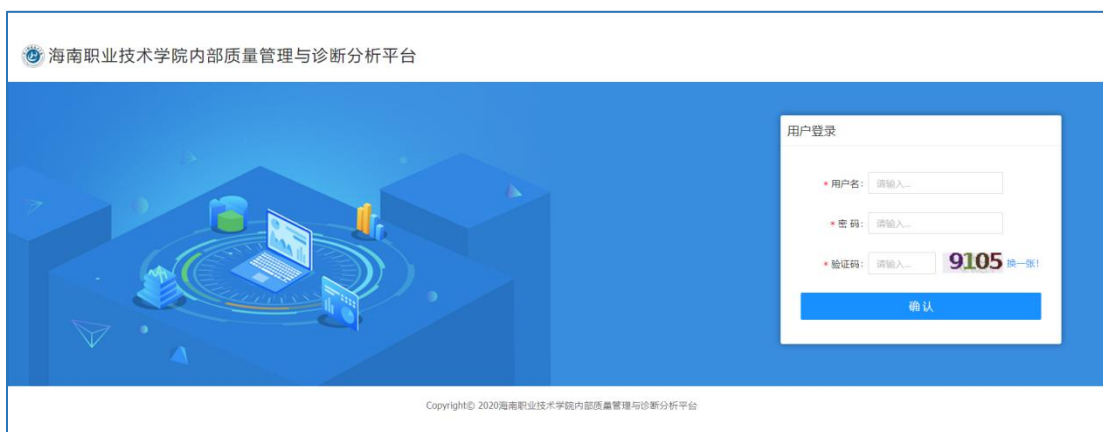 海南职业技术学院内部质量管理与诊断分析平台
用户登录
* 用户名： 请输入...
* 密 码： 请输入...
* 验证码： 请输入... 9105 换一张!
确 认
Copyright© 2020海南职业技术学院内部质量管理与诊断分析平台